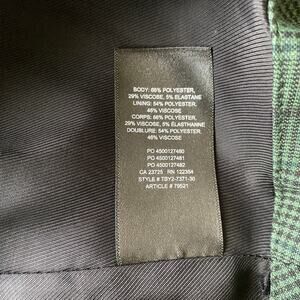 BODY: 66% POLYESTER,
29% VISCOSE, 5% ELASTANE
LINING: 54% POLYESTER,
46% VISCOSE
CORPS: 66% POLYESTER,
29% VISCOSE, 5% ÉLASTHANNE
DOUBLURE: 54% POLYESTER,
46% VISCOSE
PO 4500127480
PO 4500127481
PO 4500127482
CA 23725 RN 122354
STYLE # TBY2-7371-30
ARTICLE # 79521